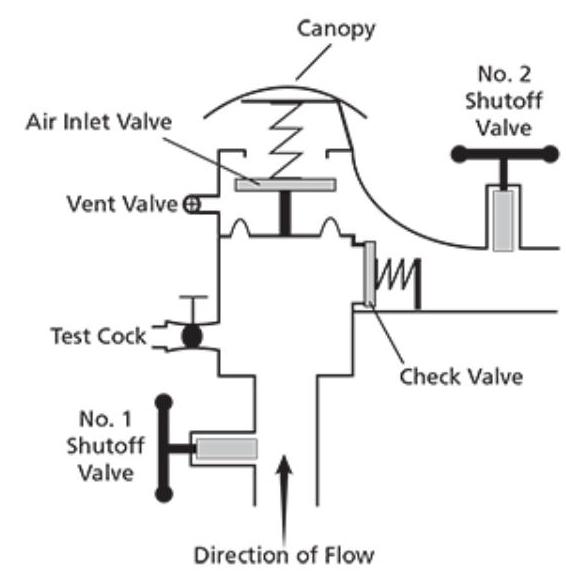 Canopy
No. 2
Shutoff
Valve
Air Inlet Valve
Vent Valve
Test Cock
Check Valve
No. 1
Shutoff
Valve
Direction of Flow